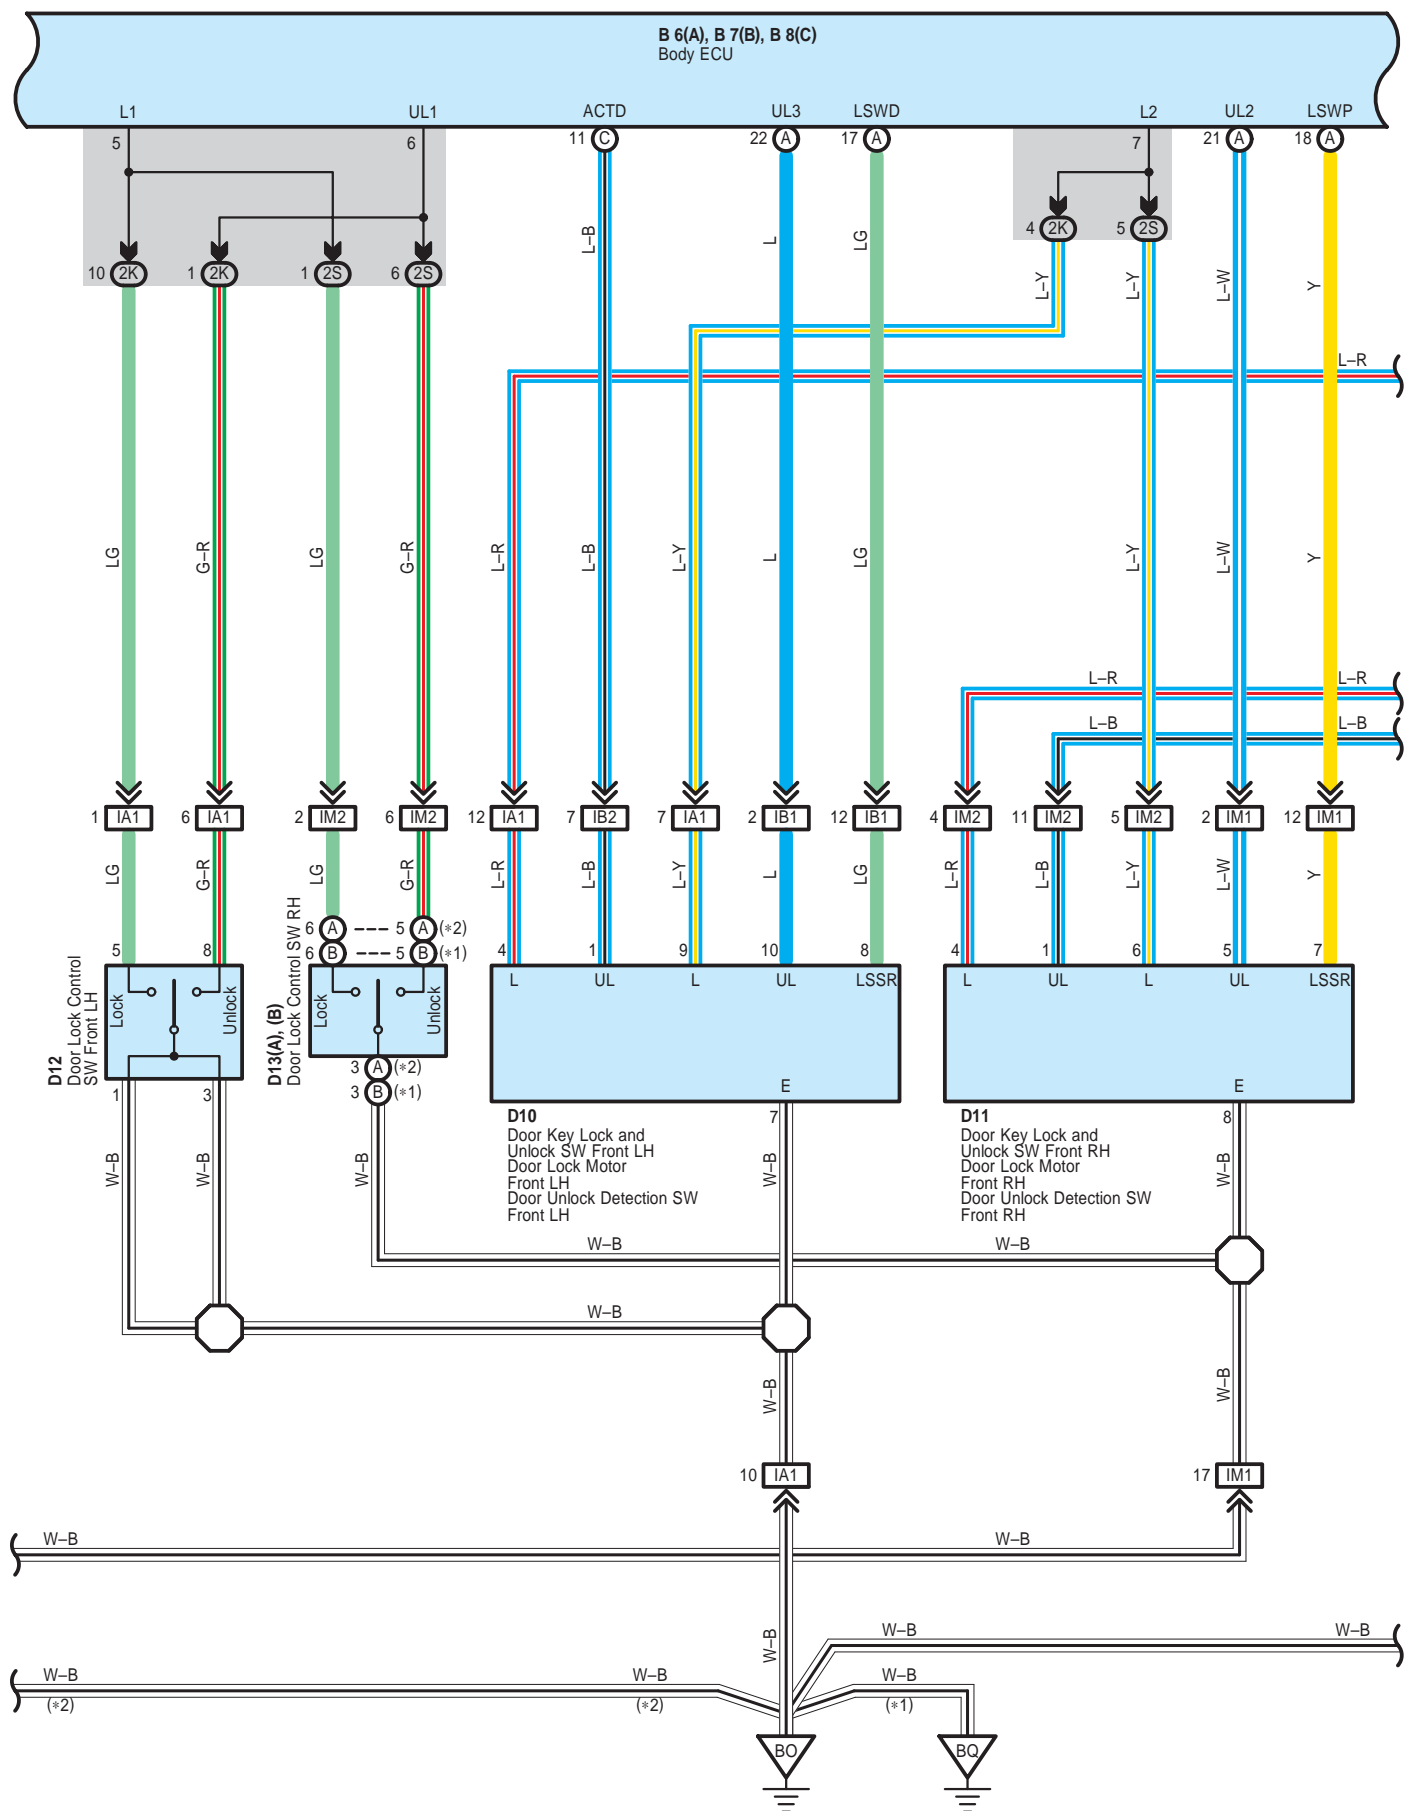 B 6(A), B 7(B), B 8(C)
Body ECU
L1 UL1 ACTD UL3 LSWD L2 UL2 LSWP
5 6 11 C 22 A 17 A 7 21 A 18 A
4 2K 5 2S
10 2K 1 2K 1 2S 6 2S
L–B L LG L–Y L–Y L–W Y
L–R
LG G–R LG G–R L–R L–B L–Y L LG L–Y L–W Y
L–R L–R
L–B L–B
1 IA1 6 IA1 2 IM2 6 IM2 12 IA1 7 IB2 7 IA1 2 IB1 12 IB1 4 IM2 11 IM2 5 IM2 2 IM1 12 IM1
LG G–R LG G–R L–R L–B L–Y L LG L–R L–B L–Y L–W Y
6 A 5 A (*2)
6 B 5 B (*1)
5 8 4 1 9 10 8 4 1 6 5 7
L UL L UL LSSR L UL L UL LSSR
Lock Unlock
Lock Unlock
D12
Door Lock Control
SW Front LH
D13(A), (B)
Door Lock Control SW RH
3 A (*2)
3 B (*1)
1 3
E E
7 8
D10
Door Key Lock and
Unlock SW Front LH
Door Lock Motor
Front LH
Door Unlock Detection SW
Front LH
D11
Door Key Lock and
Unlock SW Front RH
Door Lock Motor
Front RH
Door Unlock Detection SW
Front RH
W–B W–B W–B W–B W–B
W–B W–B
W–B
W–B W–B
10 IA1 17 IM1
W–B W–B
W–B W–B W–B
W–B W–B W–B
(*2) (*2) (*1)
BO BQ